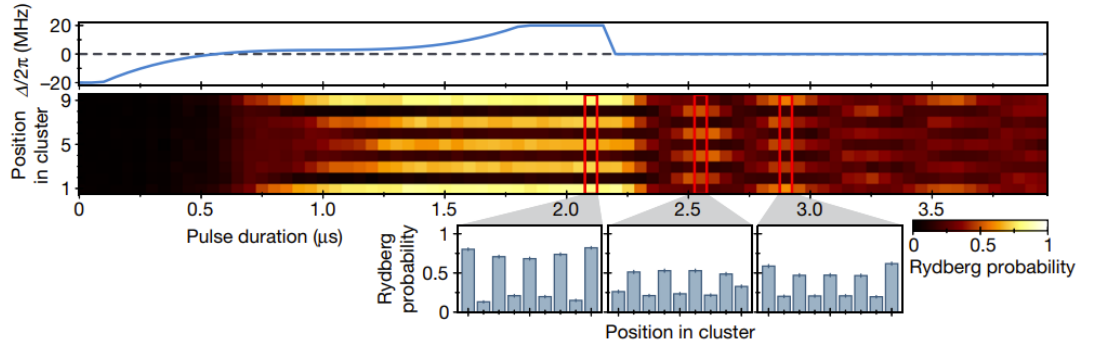 Δ/2π (MHz)
20
0
−20
Position
in cluster
9
5
1
0
0.5
1.0
1.5
2.0
2.5
3.0
3.5
Pulse duration (μs)
Rydberg
probability
1
0.5
0
Position in cluster
0
0.5
1
Rydberg probability